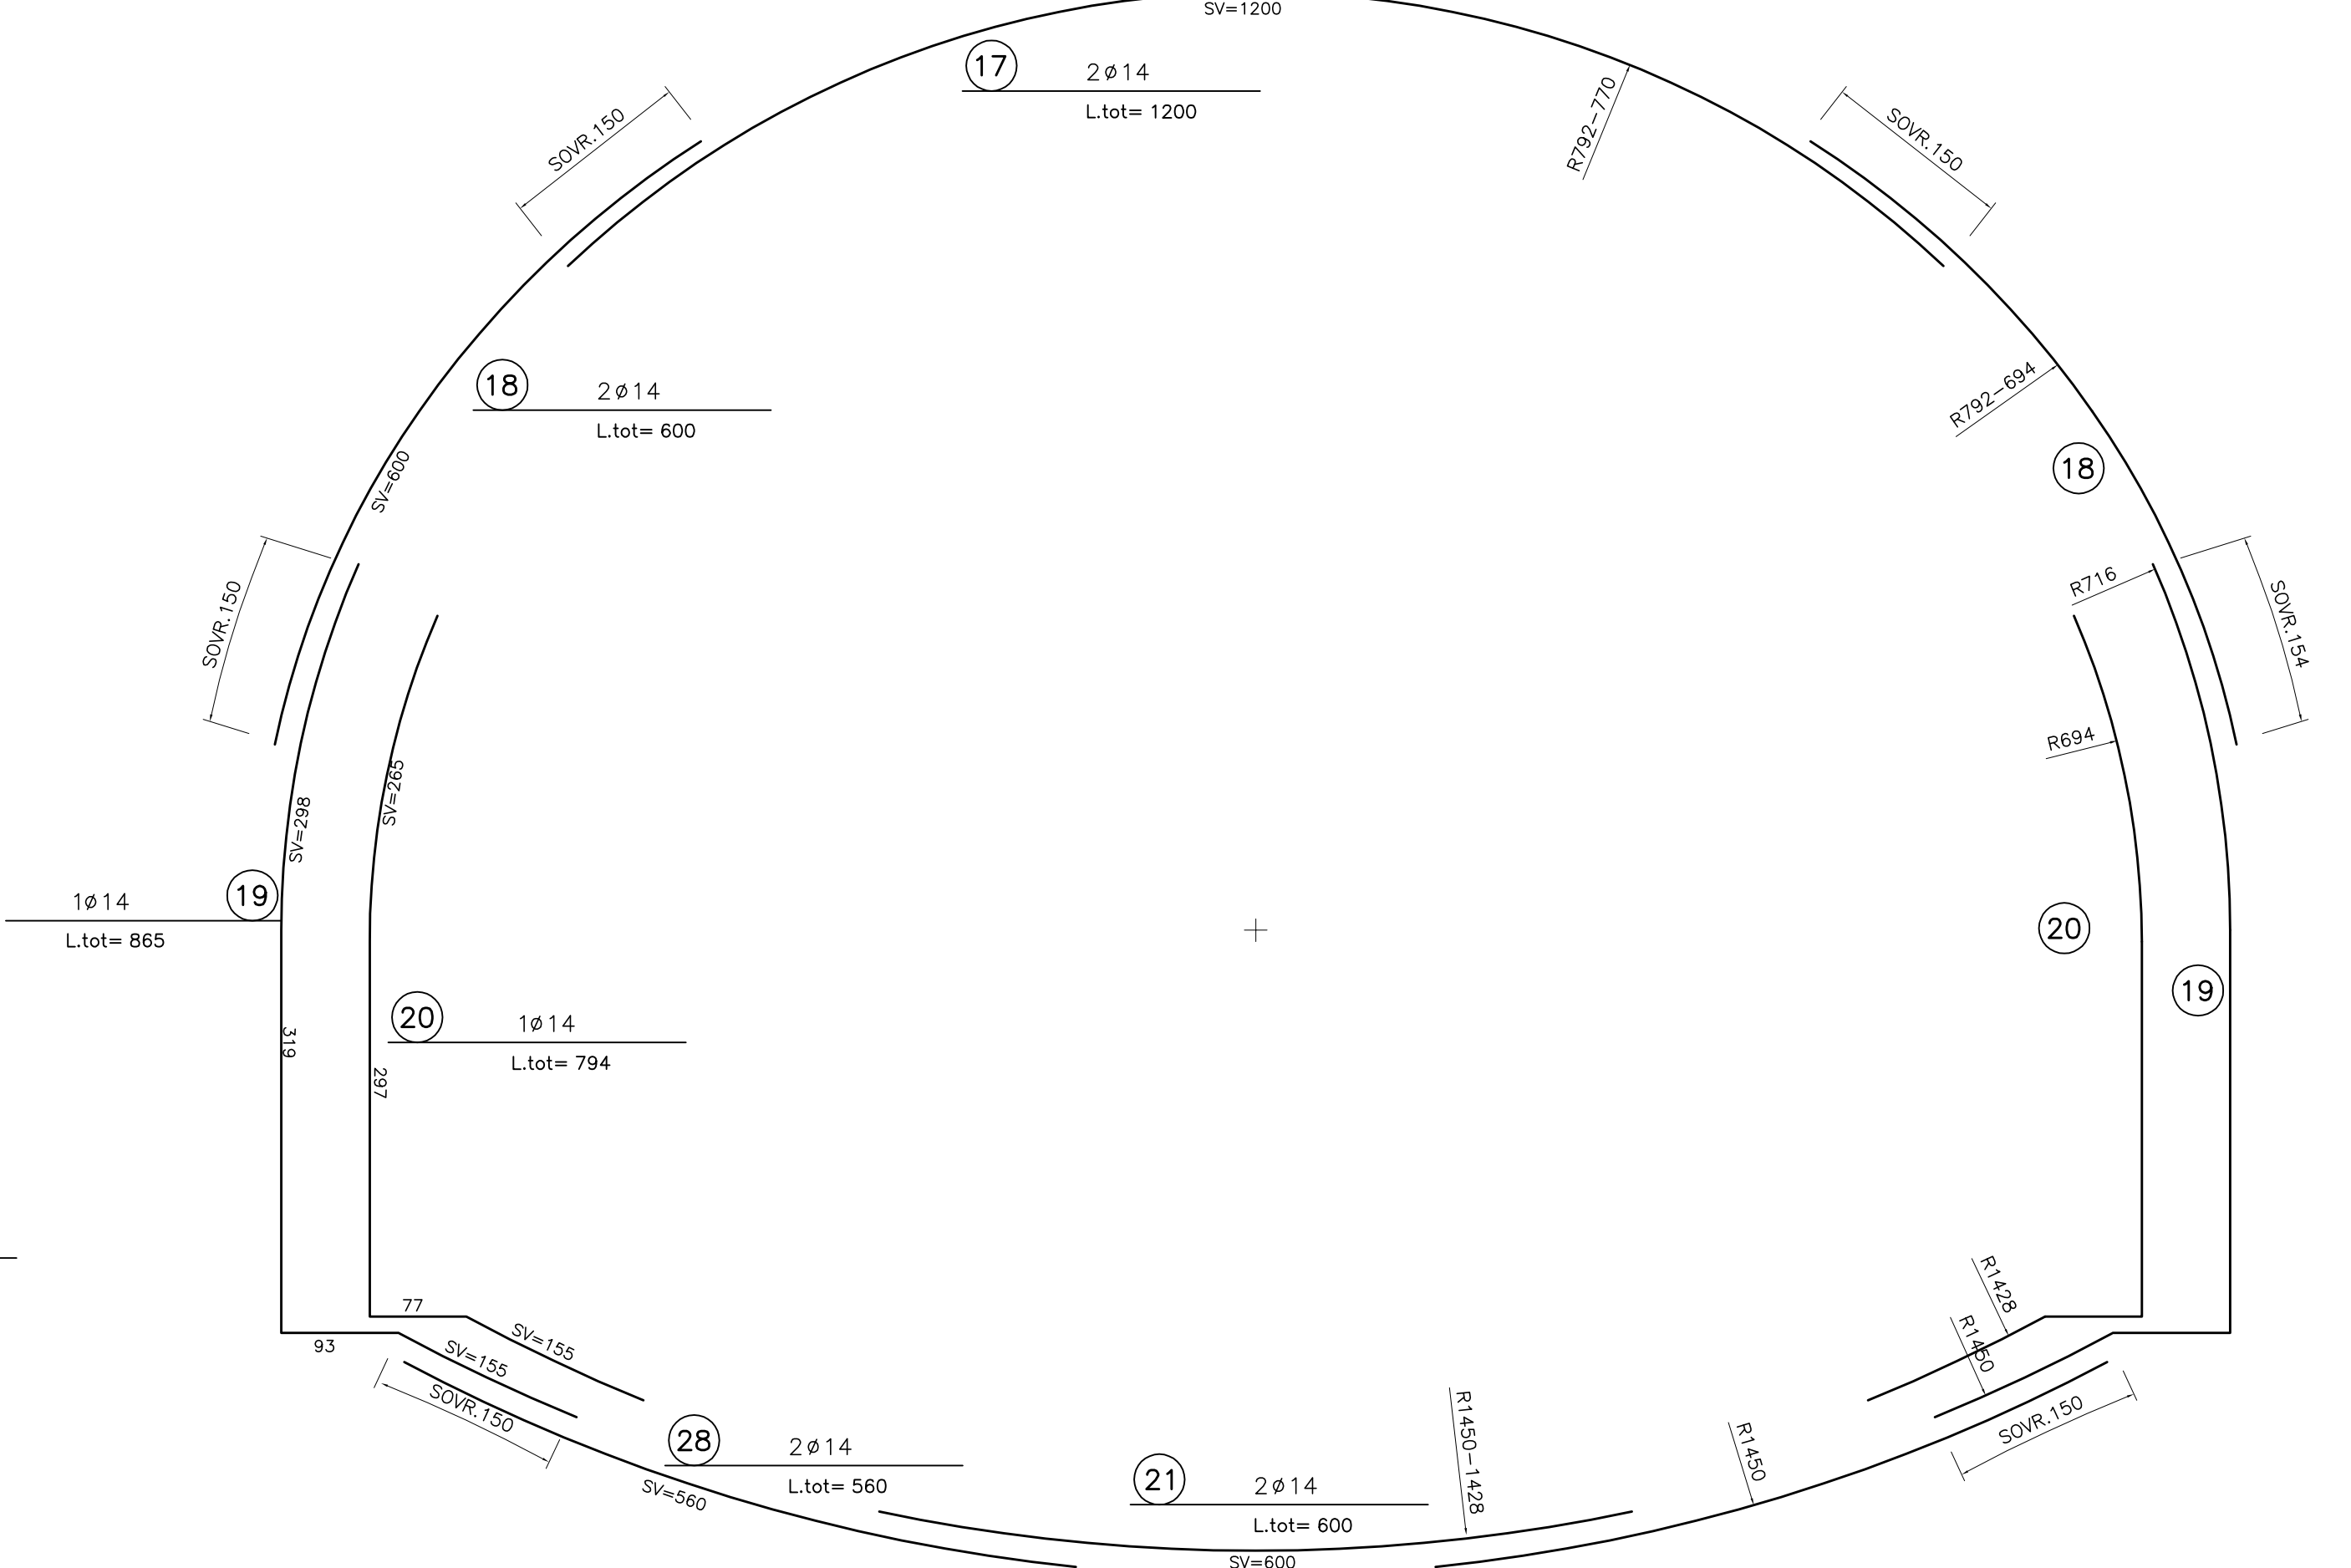 SV=1200
17
2ø14
L.tot= 1200
R792-770
SOVR.150
SOVR.150
18
2ø14
L.tot= 600
R792-694
18
SV=600
SOVR.150
R716
SOVR.154
R694
SV=265
SV=298
19
1ø14
L.tot= 865
20
19
20
1ø14
L.tot= 794
319
297
R1428
77
93
SV=155
SV=155
R1450
SOVR.150
SOVR.150
28
2ø14
L.tot= 560
SV=560
R1450-1428
R1450
21
2ø14
L.tot= 600
SV=600